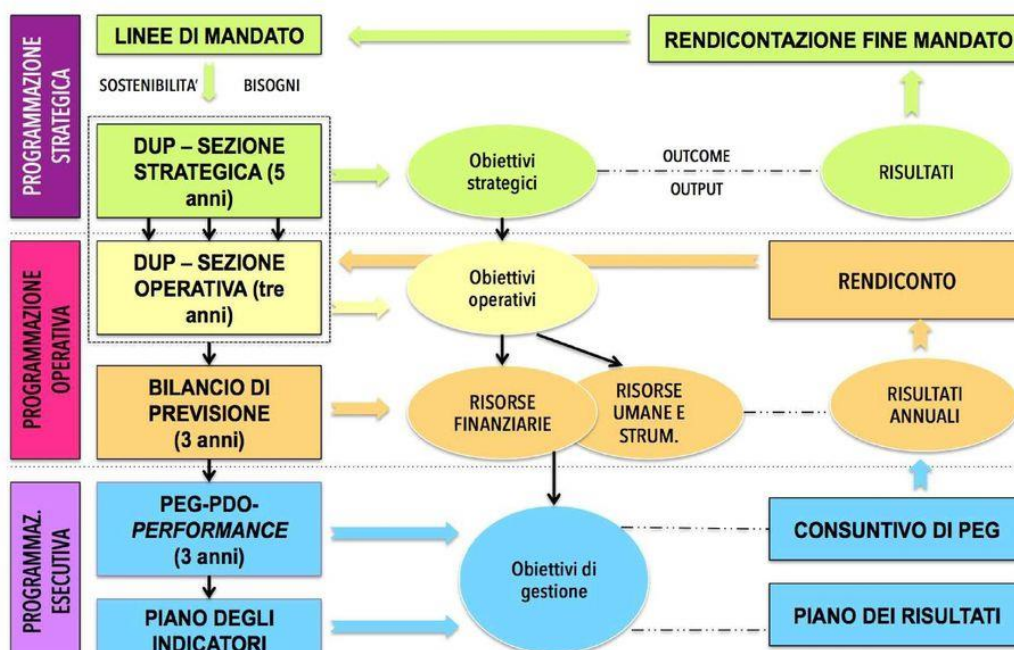 PROGRAMMAZIONE
STRATEGICA
LINEE DI MANDATO
RENDICONTAZIONE FINE MANDATO
SOSTENIBILITA’ BISOGNI
DUP – SEZIONE
STRATEGICA (5
anni)
Obiettivi
strategici
OUTCOME
OUTPUT
RISULTATI
PROGRAMMAZIONE
OPERATIVA
DUP – SEZIONE
OPERATIVA (tre
anni)
Obiettivi
operativi
RENDICONTO
BILANCIO DI
PREVISIONE
(3 anni)
RISORSE
FINANZIARIE
RISORSE
UMANE E
STRUM.
RISULTATI
ANNUALI
PROGRAMMAZ.
ESECUTIVA
PEG-PDO-
PERFORMANCE
(3 anni)
Obiettivi di
gestione
CONSUNTIVO DI PEG
PIANO DEGLI
INDICATORI
PIANO DEI RISULTATI